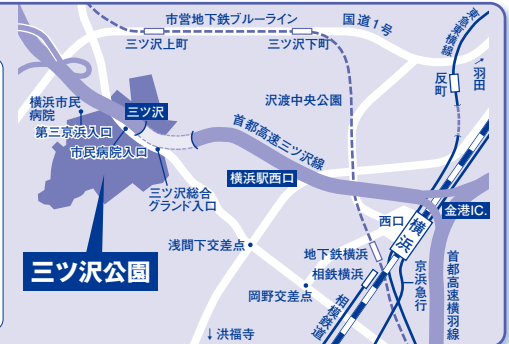 市営地下鉄ブルーライン
国道1号
東急東横線
三ツ沢上町
三ツ沢下町
↗羽田
反町
横浜市民
病院
三ツ沢
沢渡中央公園
第三京浜入口
市民病院入口
首都高速三ツ沢線
横浜駅西口
三ツ沢総合
グランド入口
金港IC.
西口
横浜
浅間下交差点
地下鉄横浜
相鉄横浜
京浜急行
首都高速横羽線
三ツ沢公園
岡野交差点
相模鉄道
↓洪福寺